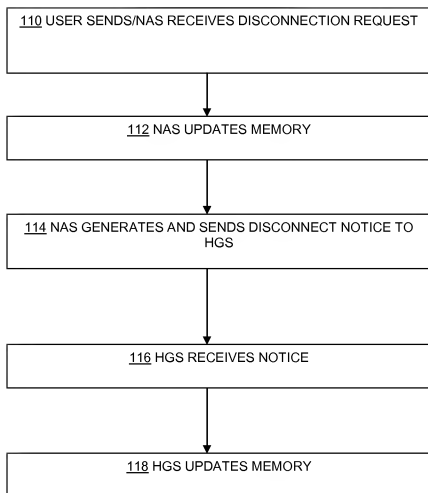 110 USER SENDS/NAS RECEIVES DISCONNECTION REQUEST
112 NAS UPDATES MEMORY
114 NAS GENERATES AND SENDS DISCONNECT NOTICE TO
HGS
116 HGS RECEIVES NOTICE
118 HGS UPDATES MEMORY